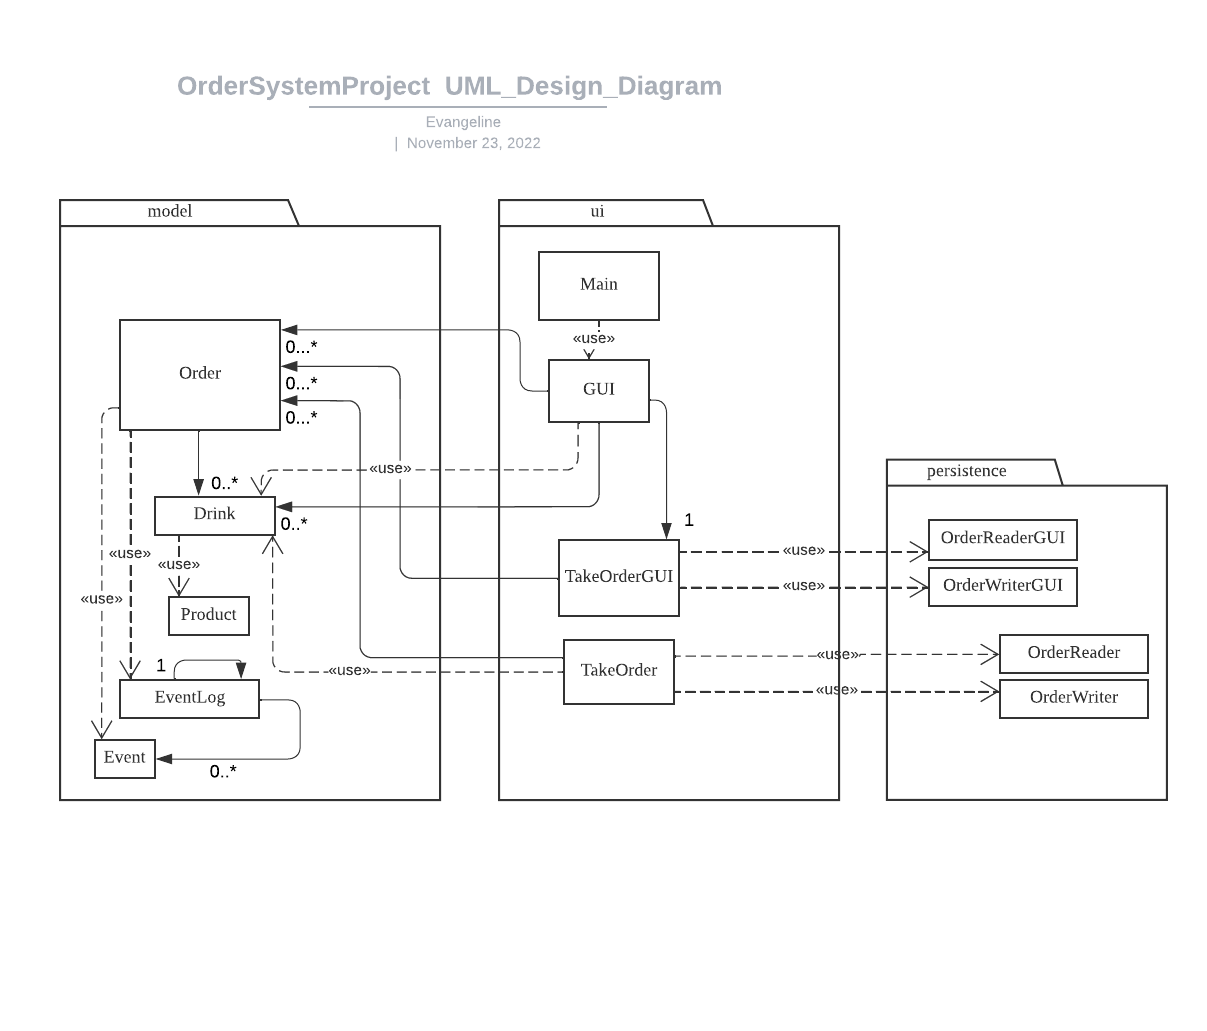 OrderSystemProject  UML_Design_Diagram
Evangeline
|  November 23, 2022
model
ui
Main
«use»
Order
0...*
0...*
0...*
GUI
«use»
0..*
Drink
0..*
persistence
1
OrderReaderGUI
«use»
«use»
«use»
TakeOrderGUI
«use»
OrderWriterGUI
«use»
Product
1
«use»
TakeOrder
«use»
OrderReader
EventLog
«use»
OrderWriter
Event
0..*